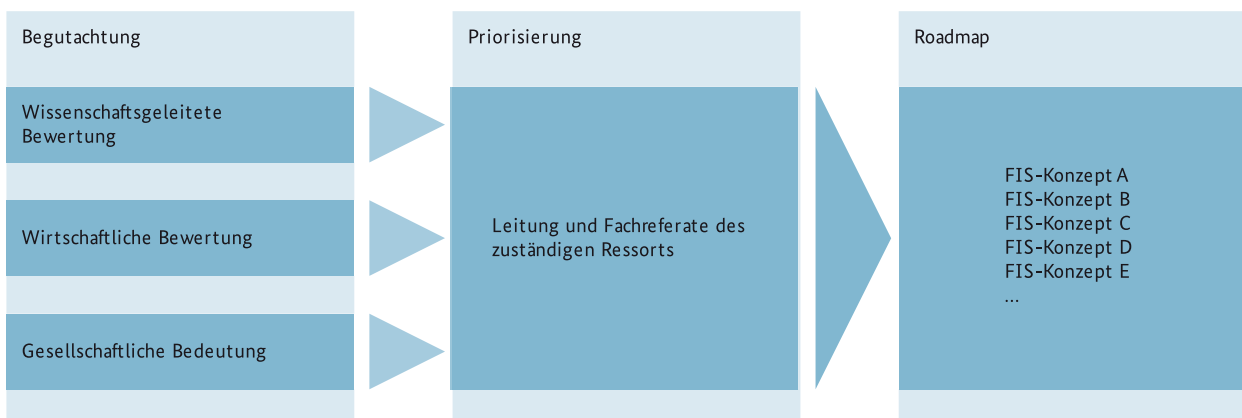 Begutachtung
Wissenschaftsgeleitete
Bewertung
Wirtschaftliche Bewertung
Gesellschaftliche Bedeutung
Priorisierung
Leitung und Fachreferate des
zuständigen Ressorts
Roadmap
FIS-Konzept A
FIS-Konzept B
FIS-Konzept C
FIS-Konzept D
FIS-Konzept E
...